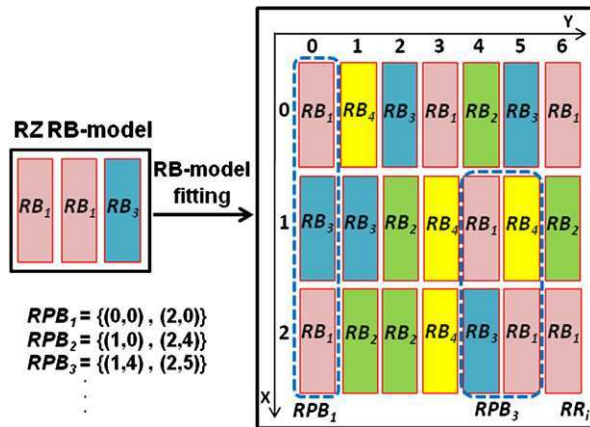 Y
0 1 2 3 4 5 6
0 RB1 RB4 RB3 RB1 RB2 RB3 RB1
RZ RB-model
RB1 RB1 RB3
RB-model
fitting
1 RB3 RB3 RB2 RB4 RB1 RB4 RB2
RPB1 = {(0,0) , (2,0)}
RPB2 = {(1,0) , (2,4)}
RPB3 = {(1,4) , (2,5)}
.
.
.
2 RB1 RB2 RB2 RB4 RB3 RB1 RB1
X
RPB1 RPB3 RRi